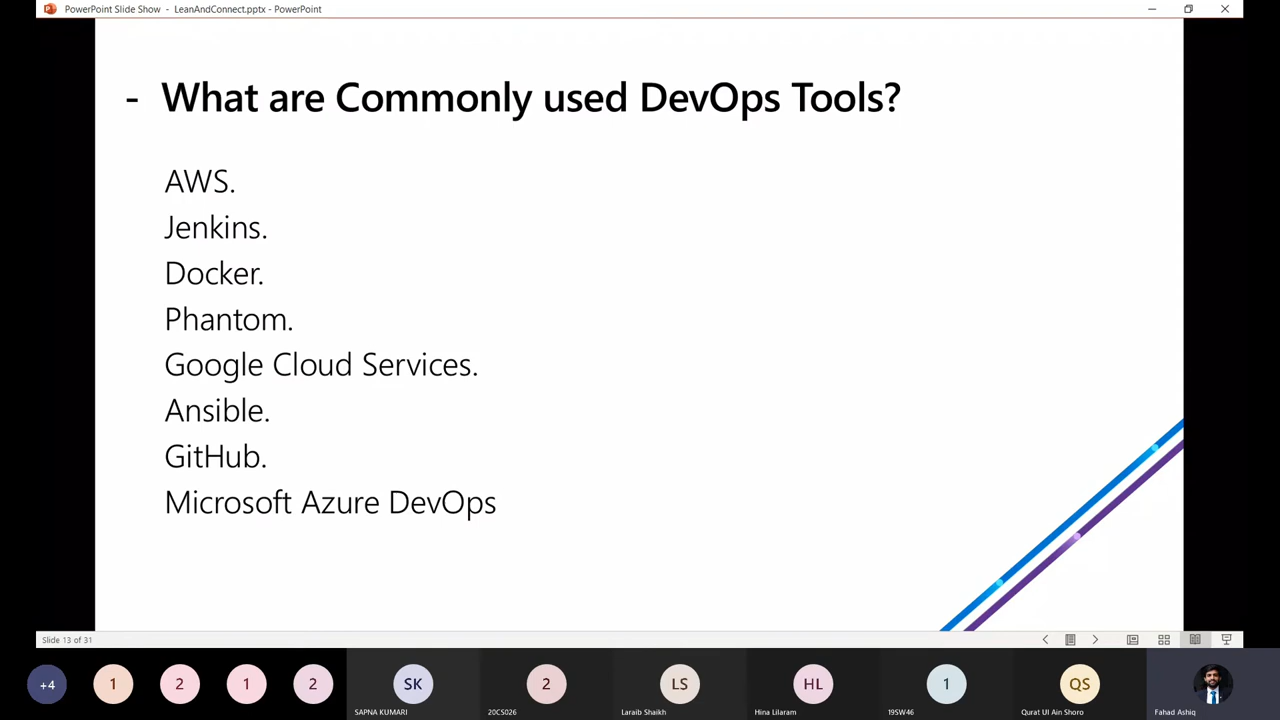 PowerPoint Slide Show - LeanAndConnect.pptx - PowerPoint
- What are Commonly used DevOps Tools?
AWS.
Jenkins.
Docker.
Phantom.
Google Cloud Services.
Ansible.
GitHub.
Microsoft Azure DevOps
Slide 13 of 31
+4 1 2 1 2 SK 2 LS HL 1 QS
SAPNA KUMARI 20CS026 Laraib Shaikh Hina Lilaram 19SW46 Qurat Ul Ain Shoro Fahad Ashiq